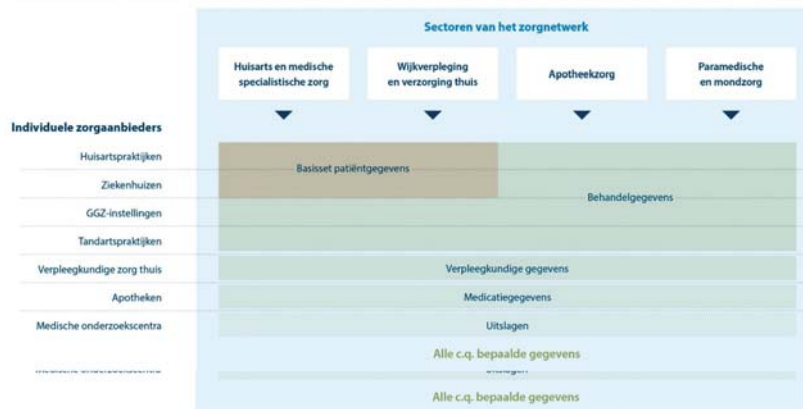 Sectoren van het zorgnetwerk
Huisarts en medische
specialistische zorg
Wijkverpleging
en verzorging thuis
Apotheekzorg
Paramedische
en mondzorg
Individuele zorgaanbieders
Huisartspraktijken
Basisset patiëntgegevens
Ziekenhuizen
Behandelgegevens
GGZ-instellingen
Tandartspraktijken
Verpleegkundige zorg thuis
Verpleegkundige gegevens
Apotheken
Medicatiegegevens
Medische onderzoekscentra
Uitslagen
Alle c.q. bepaalde gegevens
Alle c.q. bepaalde gegevens